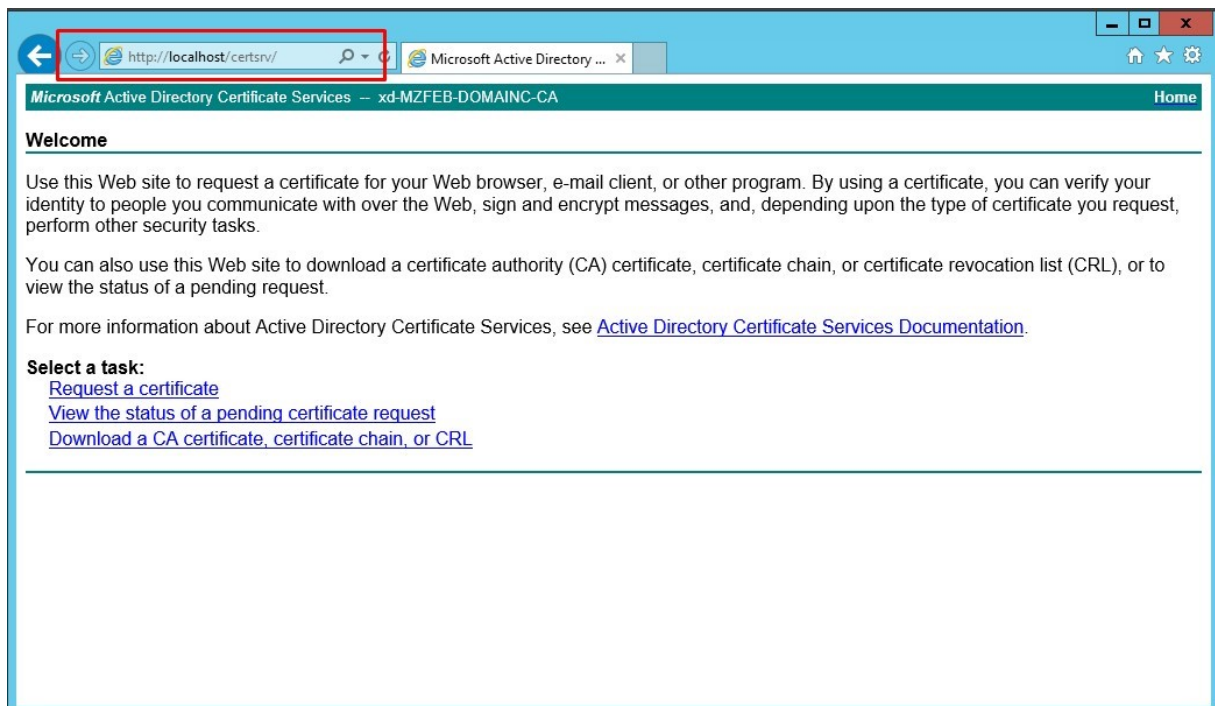 http://localhost/certsrv/
Microsoft Active Directory ...
Microsoft Active Directory Certificate Services -- xd-MZFEB-DOMAINC-CA
Home
Welcome
Use this Web site to request a certificate for your Web browser, e-mail client, or other program. By using a certificate, you can verify your
identity to people you communicate with over the Web, sign and encrypt messages, and, depending upon the type of certificate you request,
perform other security tasks.
You can also use this Web site to download a certificate authority (CA) certificate, certificate chain, or certificate revocation list (CRL), or to
view the status of a pending request.
For more information about Active Directory Certificate Services, see Active Directory Certificate Services Documentation.
Select a task:
Request a certificate
View the status of a pending certificate request
Download a CA certificate, certificate chain, or CRL